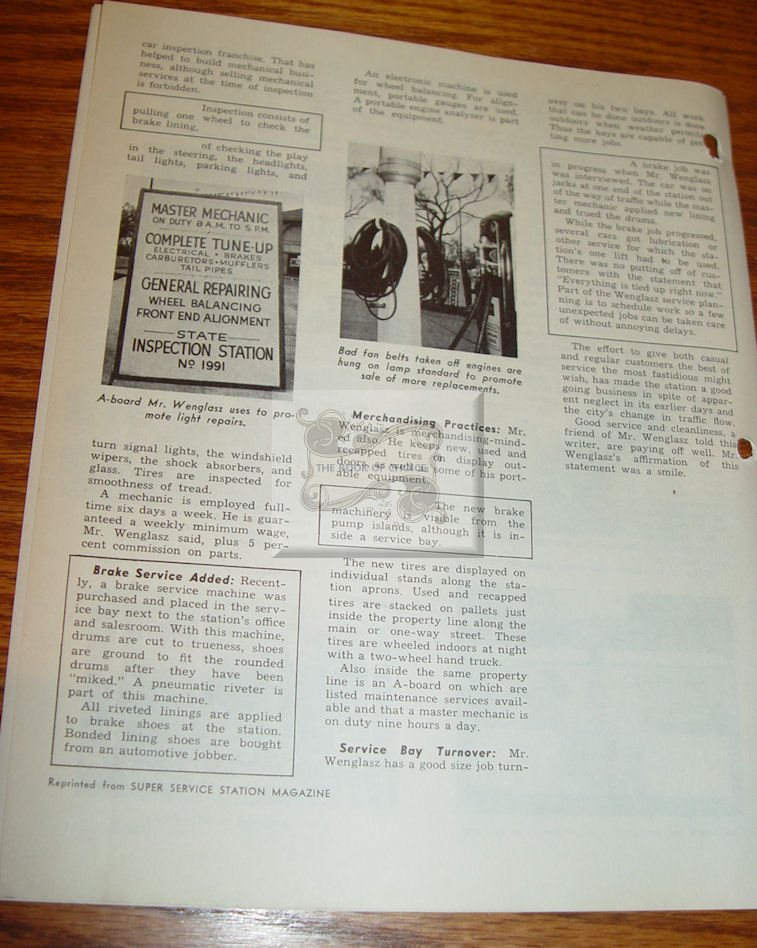 car inspection franchise. That has
helped to build mechanical busi-
ness, although selling mechanical
services at the time of inspection
is forbidden.
Inspection consists of
pulling one wheel to check the
brake lining,
of checking the play
in the steering, the headlights,
tail lights, parking lights, and
MASTER MECHANIC
ON DUTY 8 A.M. TO 5 P.M.
COMPLETE TUNE-UP
ELECTRICAL • BRAKES
CARBURETORS • MUFFLERS
TAIL PIPES
GENERAL REPAIRING
WHEEL BALANCING
FRONT END ALIGNMENT
STATE
INSPECTION STATION
Nº 1991
A-board Mr. Wenglasz uses to pro-
mote light repairs.
turn signal lights, the windshield
wipers, the shock absorbers, and
glass. Tires are inspected for
smoothness of tread.
A mechanic is employed full-
time six days a week. He is guar-
anteed a weekly minimum wage,
Mr. Wenglasz said, plus 5 per-
cent commission on parts.
Brake Service Added: Recent-
ly, a brake service machine was
purchased and placed in the serv-
ice bay next to the station's office
and salesroom. With this machine,
drums are cut to trueness, shoes
are ground to fit the rounded
drums after they have been
"miked." A pneumatic riveter is
part of this machine.
All riveted linings are applied
to brake shoes at the station.
Bonded lining shoes are bought
from an automotive jobber.
Reprinted from SUPER SERVICE STATION MAGAZINE
An electronic machine is used
for wheel balancing. For align-
ment, portable gauges are used.
A portable engine analyzer is part
of the equipment.
Bad fan belts taken off engines are
hung on lamp standard to promote
sale of more replacements.
Merchandising Practices: Mr.
Wenglasz is merchandising-mind-
ed also. He keeps new, used and
recapped tires on display out-
doors as well as some of his port-
able equipment.
THE BOOK OF CHANGE
The new brake
machinery is visible from the
pump islands, although it is in-
side a service bay.
The new tires are displayed on
individual stands along the sta-
tion aprons. Used and recapped
tires are stacked on pallets just
inside the property line along the
main or one-way street. These
tires are wheeled indoors at night
with a two-wheel hand truck.
Also inside the same property
line is an A-board on which are
listed maintenance services avail-
able and that a master mechanic is
on duty nine hours a day.
Service Bay Turnover: Mr.
Wenglasz has a good size job turn-
over on his two bays. All work
that can be done outdoors is done
outdoors when weather permits.
Thus the bays are capable of get-
ting more jobs.
A brake job was
in progress when Mr. Wenglasz
was interviewed. The car was on
jacks at one end of the station out
of the way of traffic while the mas-
ter mechanic applied new lining
and trued the drums.
While the brake job progressed,
several cars got lubrication or
other service for which the sta-
tion's one lift had to be used.
There was no putting off of cus-
tomers with the statement that
"Everything is tied up right now."
Part of the Wenglasz service plan-
ning is to schedule work so a few
unexpected jobs can be taken care
of without annoying delays.
The effort to give both casual
and regular customers the best of
service the most fastidious might
wish, has made the station a good
going business in spite of appar-
ent neglect in its earlier days and
the city's change in traffic flow.
Good service and cleanliness, a
friend of Mr. Wenglasz told this
writer, are paying off well. Mr.
Wenglasz's affirmation of this
statement was a smile.